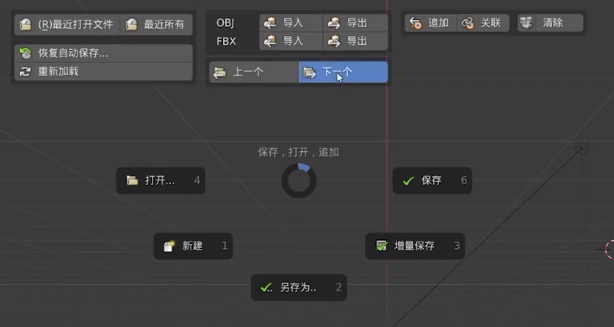 (R)最近打开文件 最近所有
恢复自动保存...
重新加载
OBJ 导入 导出
FBX 导入 导出
上一个 下一个
追加 关联 清除
保存，打开，追加
打开... 4
保存 6
新建 1
增量保存 3
另存为.. 2